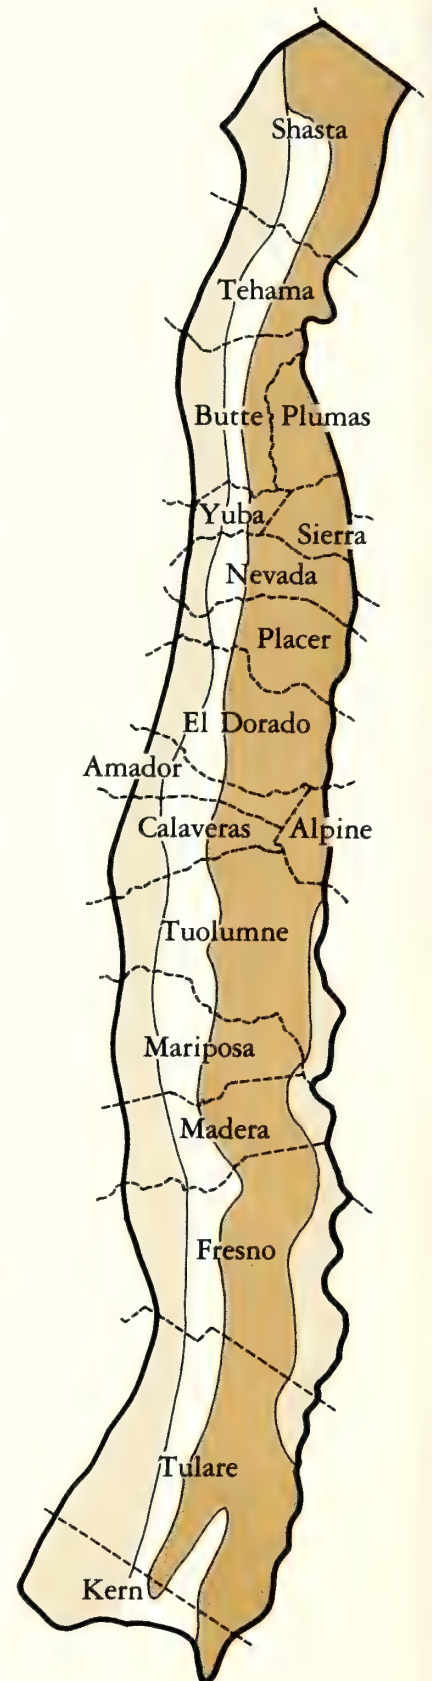 Shasta
Tehama
Butte
Plumas
Yuba
Sierra
Nevada
Placer
El Dorado
Amador
Calaveras
Alpine
Tuolumne
Mariposa
Madera
Fresno
Tulare
Kern